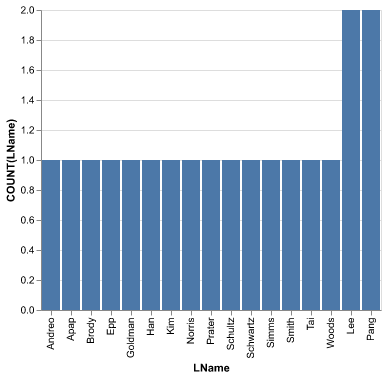 2.0
1.8
1.6
1.4
1.2
1.0
0.8
0.6
0.4
0.2
0.0
COUNT(LName)
Andreo
Apap
Brody
Epp
Goldman
Han
Kim
Norris
Prater
Schultz
Schwartz
Simms
Smith
Tai
Woods
Lee
Pang
LName